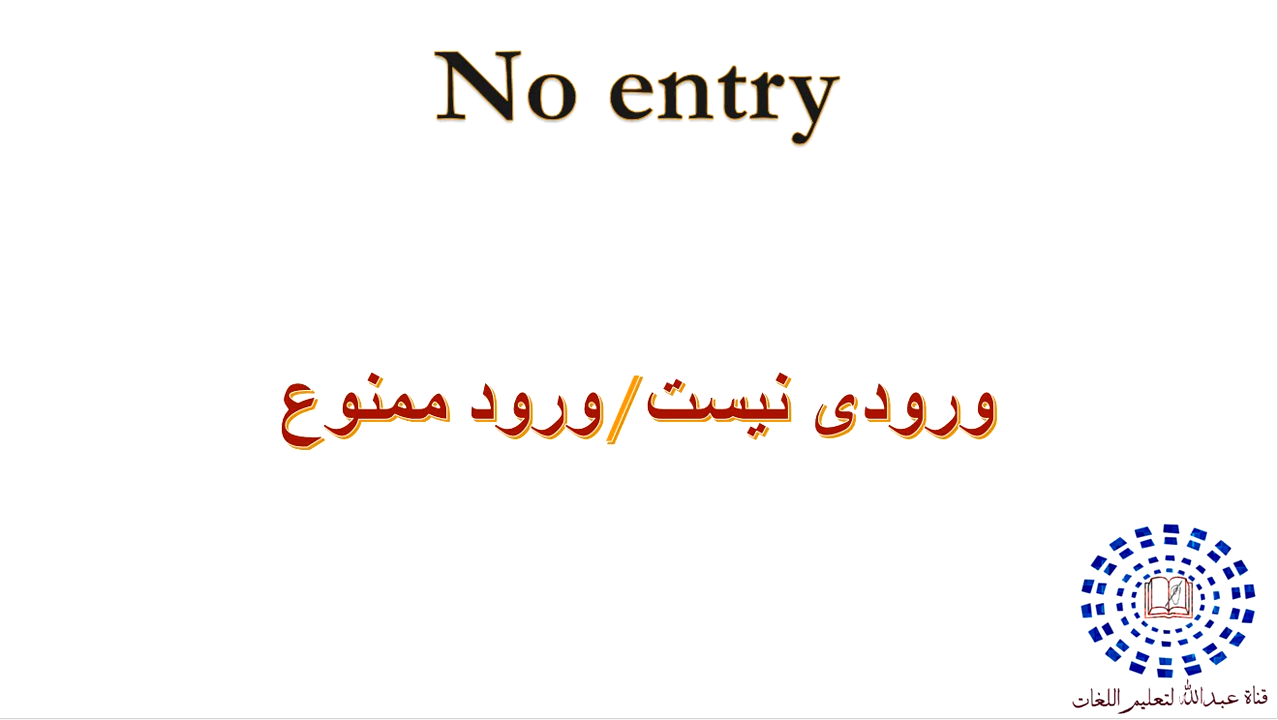 No entry
ورودی نیست/ورود ممنوع
قناة عبدالله لتعليم اللغات